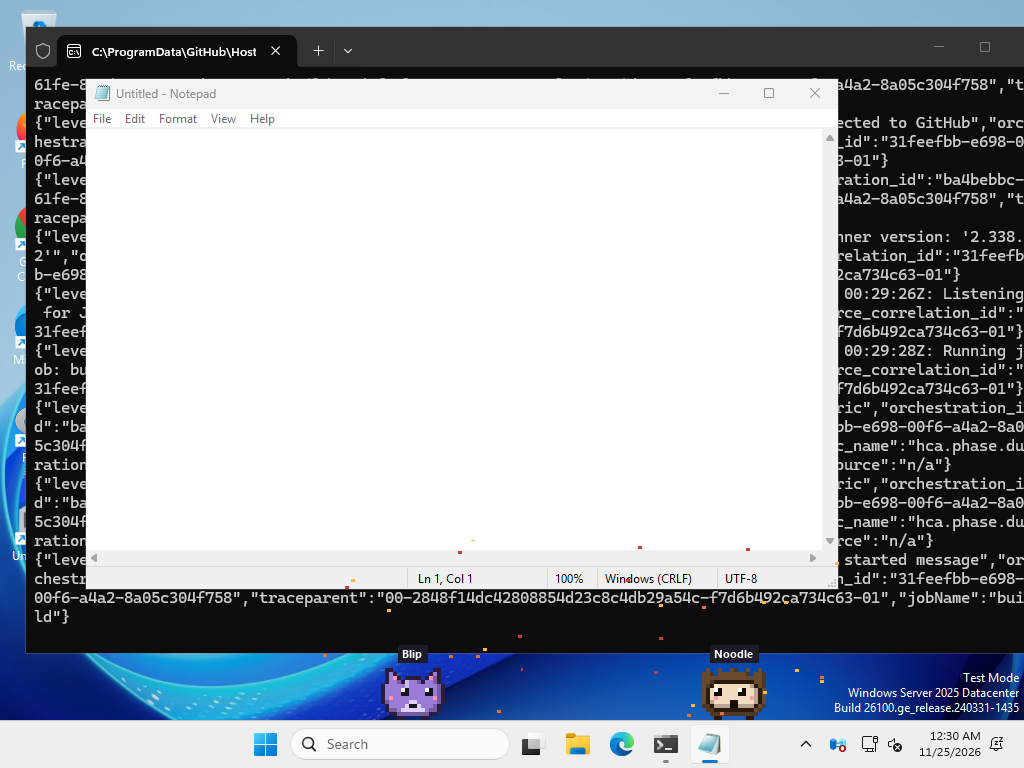 C:\ProgramData\GitHub\Host
Untitled - Notepad
File Edit Format View Help
61fe-8 a4a2-8a05c304f758","t
racepa
{"leve ected to GitHub","orc
hestra _id":"31feefbb-e698-0
0f6-a4 3-01"}
{"leve ration_id":"ba4bebbc-
61fe-8 a4a2-8a05c304f758","t
racepa
{"leve nner version: '2.338.
2'","o relation_id":"31feefb
b-e698 2ca734c63-01"}
{"leve 00:29:26Z: Listening
for J rce_correlation_id":"
31feef f7d6b492ca734c63-01"}
{"leve 00:29:28Z: Running j
ob: bu rce_correlation_id":"
31feef f7d6b492ca734c63-01"}
{"leve ric","orchestration_i
d":"ba bb-e698-00f6-a4a2-8a0
5c304f c_name":"hca.phase.du
ration ource":"n/a"}
{"leve ric","orchestration_i
d":"ba bb-e698-00f6-a4a2-8a0
5c304f c_name":"hca.phase.du
ration rce":"n/a"}
{"leve started message","or
chestr n_id":"31feefbb-e698-
00f6-a4a2-8a05c304f758","traceparent":"00-2848f14dc42808854d23c8c4db29a54c-f7d6b492ca734c63-01","jobName":"bui
ld"}
Ln 1, Col 1 100% Windows (CRLF) UTF-8
Blip
Noodle
Test Mode
Windows Server 2025 Datacenter
Build 26100.ge_release.240331-1435
Search
12:30 AM
11/25/2026